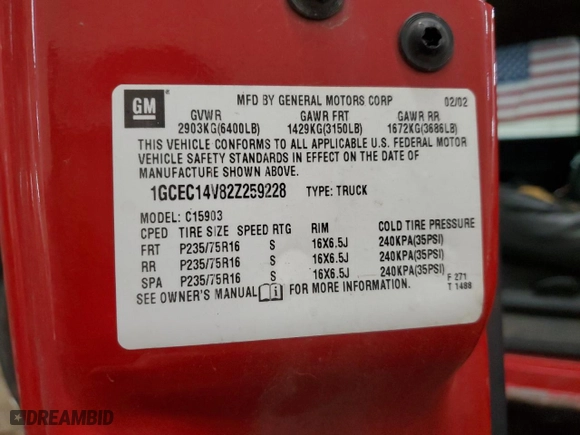 GM
MFD BY GENERAL MOTORS CORP 02/02
GVWR GAWR FRT GAWR RR
2903KG(6400LB) 1429KG(3150LB) 1672KG(3686LB)
THIS VEHICLE CONFORMS TO ALL APPLICABLE U.S. FEDERAL MOTOR
VEHICLE SAFETY STANDARDS IN EFFECT ON THE DATE OF
MANUFACTURE SHOWN ABOVE.
1GCEC14V82Z259228 TYPE: TRUCK
MODEL: C15903
CPED TIRE SIZE SPEED RTG RIM COLD TIRE PRESSURE
FRT P235/75R16 S 16X6.5J 240KPA(35PSI)
RR P235/75R16 S 16X6.5J 240KPA(35PSI)
SPA P235/75R16 S 16X6.5J 240KPA(35PSI)
F 271
SEE OWNER'S MANUAL FOR MORE INFORMATION. T 1488
DREAMBID